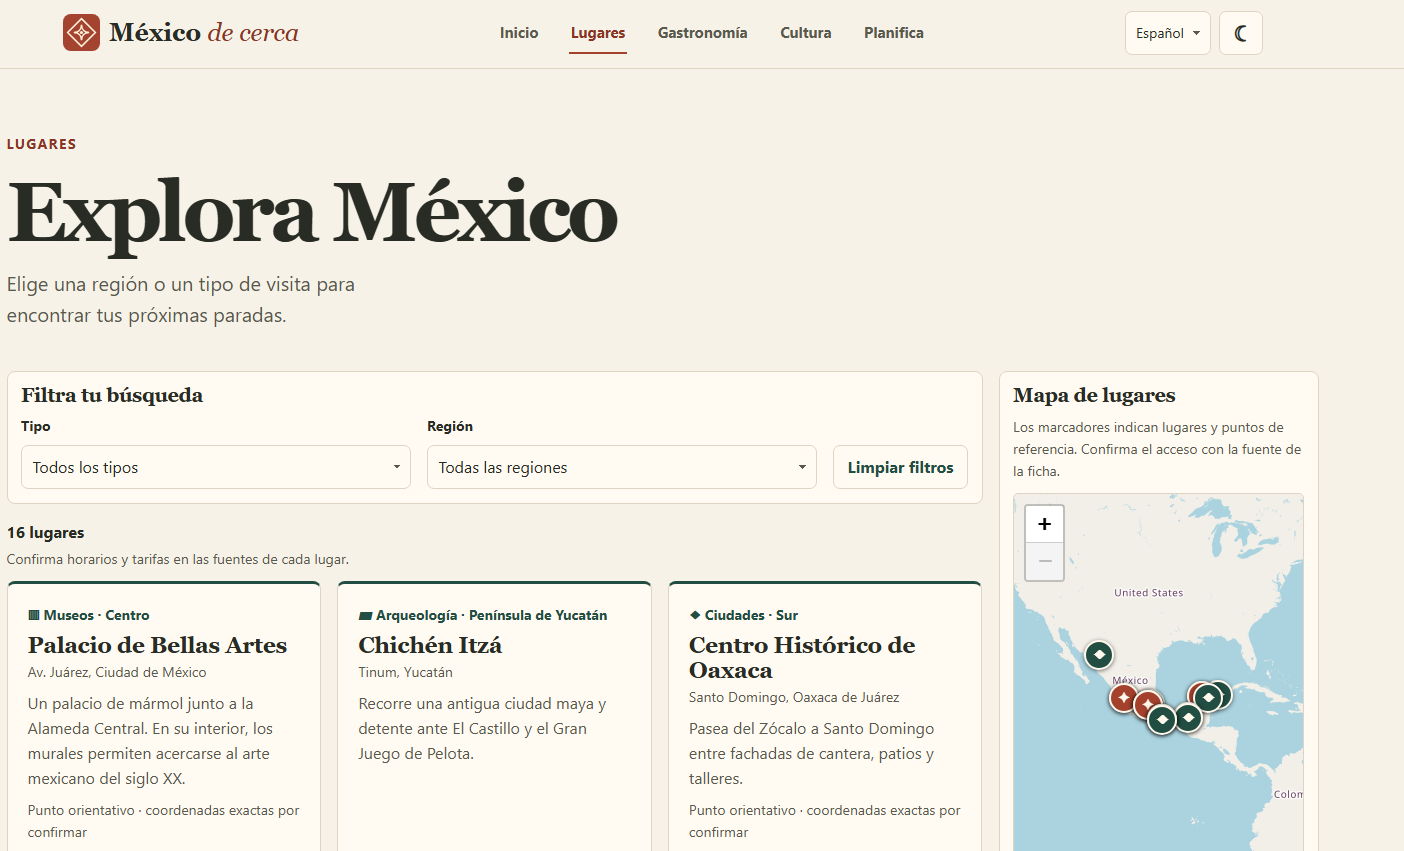 México de cerca
Inicio
Lugares
Gastronomía
Cultura
Planifica
Español
LUGARES
Explora México
Elige una región o un tipo de visita para
encontrar tus próximas paradas.
Filtra tu búsqueda
Tipo
Todos los tipos
Región
Todas las regiones
Limpiar filtros
16 lugares
Confirma horarios y tarifas en las fuentes de cada lugar.
Museos · Centro
Palacio de Bellas Artes
Av. Juárez, Ciudad de México
Un palacio de mármol junto a la
Alameda Central. En su interior, los
murales permiten acercarse al arte
mexicano del siglo XX.
Punto orientativo · coordenadas exactas por
confirmar
Arqueología · Península de Yucatán
Chichén Itzá
Tinum, Yucatán
Recorre una antigua ciudad maya y
detente ante El Castillo y el Gran
Juego de Pelota.
Ciudades · Sur
Centro Histórico de
Oaxaca
Santo Domingo, Oaxaca de Juárez
Pasea del Zócalo a Santo Domingo
entre fachadas de cantera, patios y
talleres.
Punto orientativo · coordenadas exactas por
confirmar
Mapa de lugares
Los marcadores indican lugares y puntos de
referencia. Confirma el acceso con la fuente de
la ficha.
+
−
United States
México
Colom